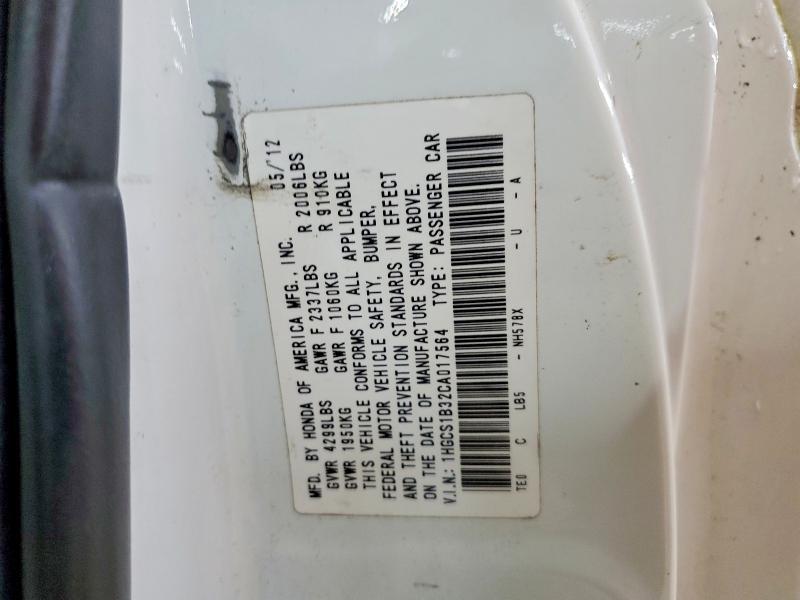 MFD. BY HONDA OF AMERICA MFG., INC. 05/'12
GVWR 4299LBS GAWR F 2337LBS R 2006LBS
GVWR 1950KG GAWR F 1060KG R 910KG
THIS VEHICLE CONFORMS TO ALL APPLICABLE
FEDERAL MOTOR VEHICLE SAFETY, BUMPER,
AND THEFT PREVENTION STANDARDS IN EFFECT
ON THE DATE OF MANUFACTURE SHOWN ABOVE.
V.I.N.: 1HGCS1B32CA017564 TYPE: PASSENGER CAR
TE0 C LB5 - NH578X - U - A